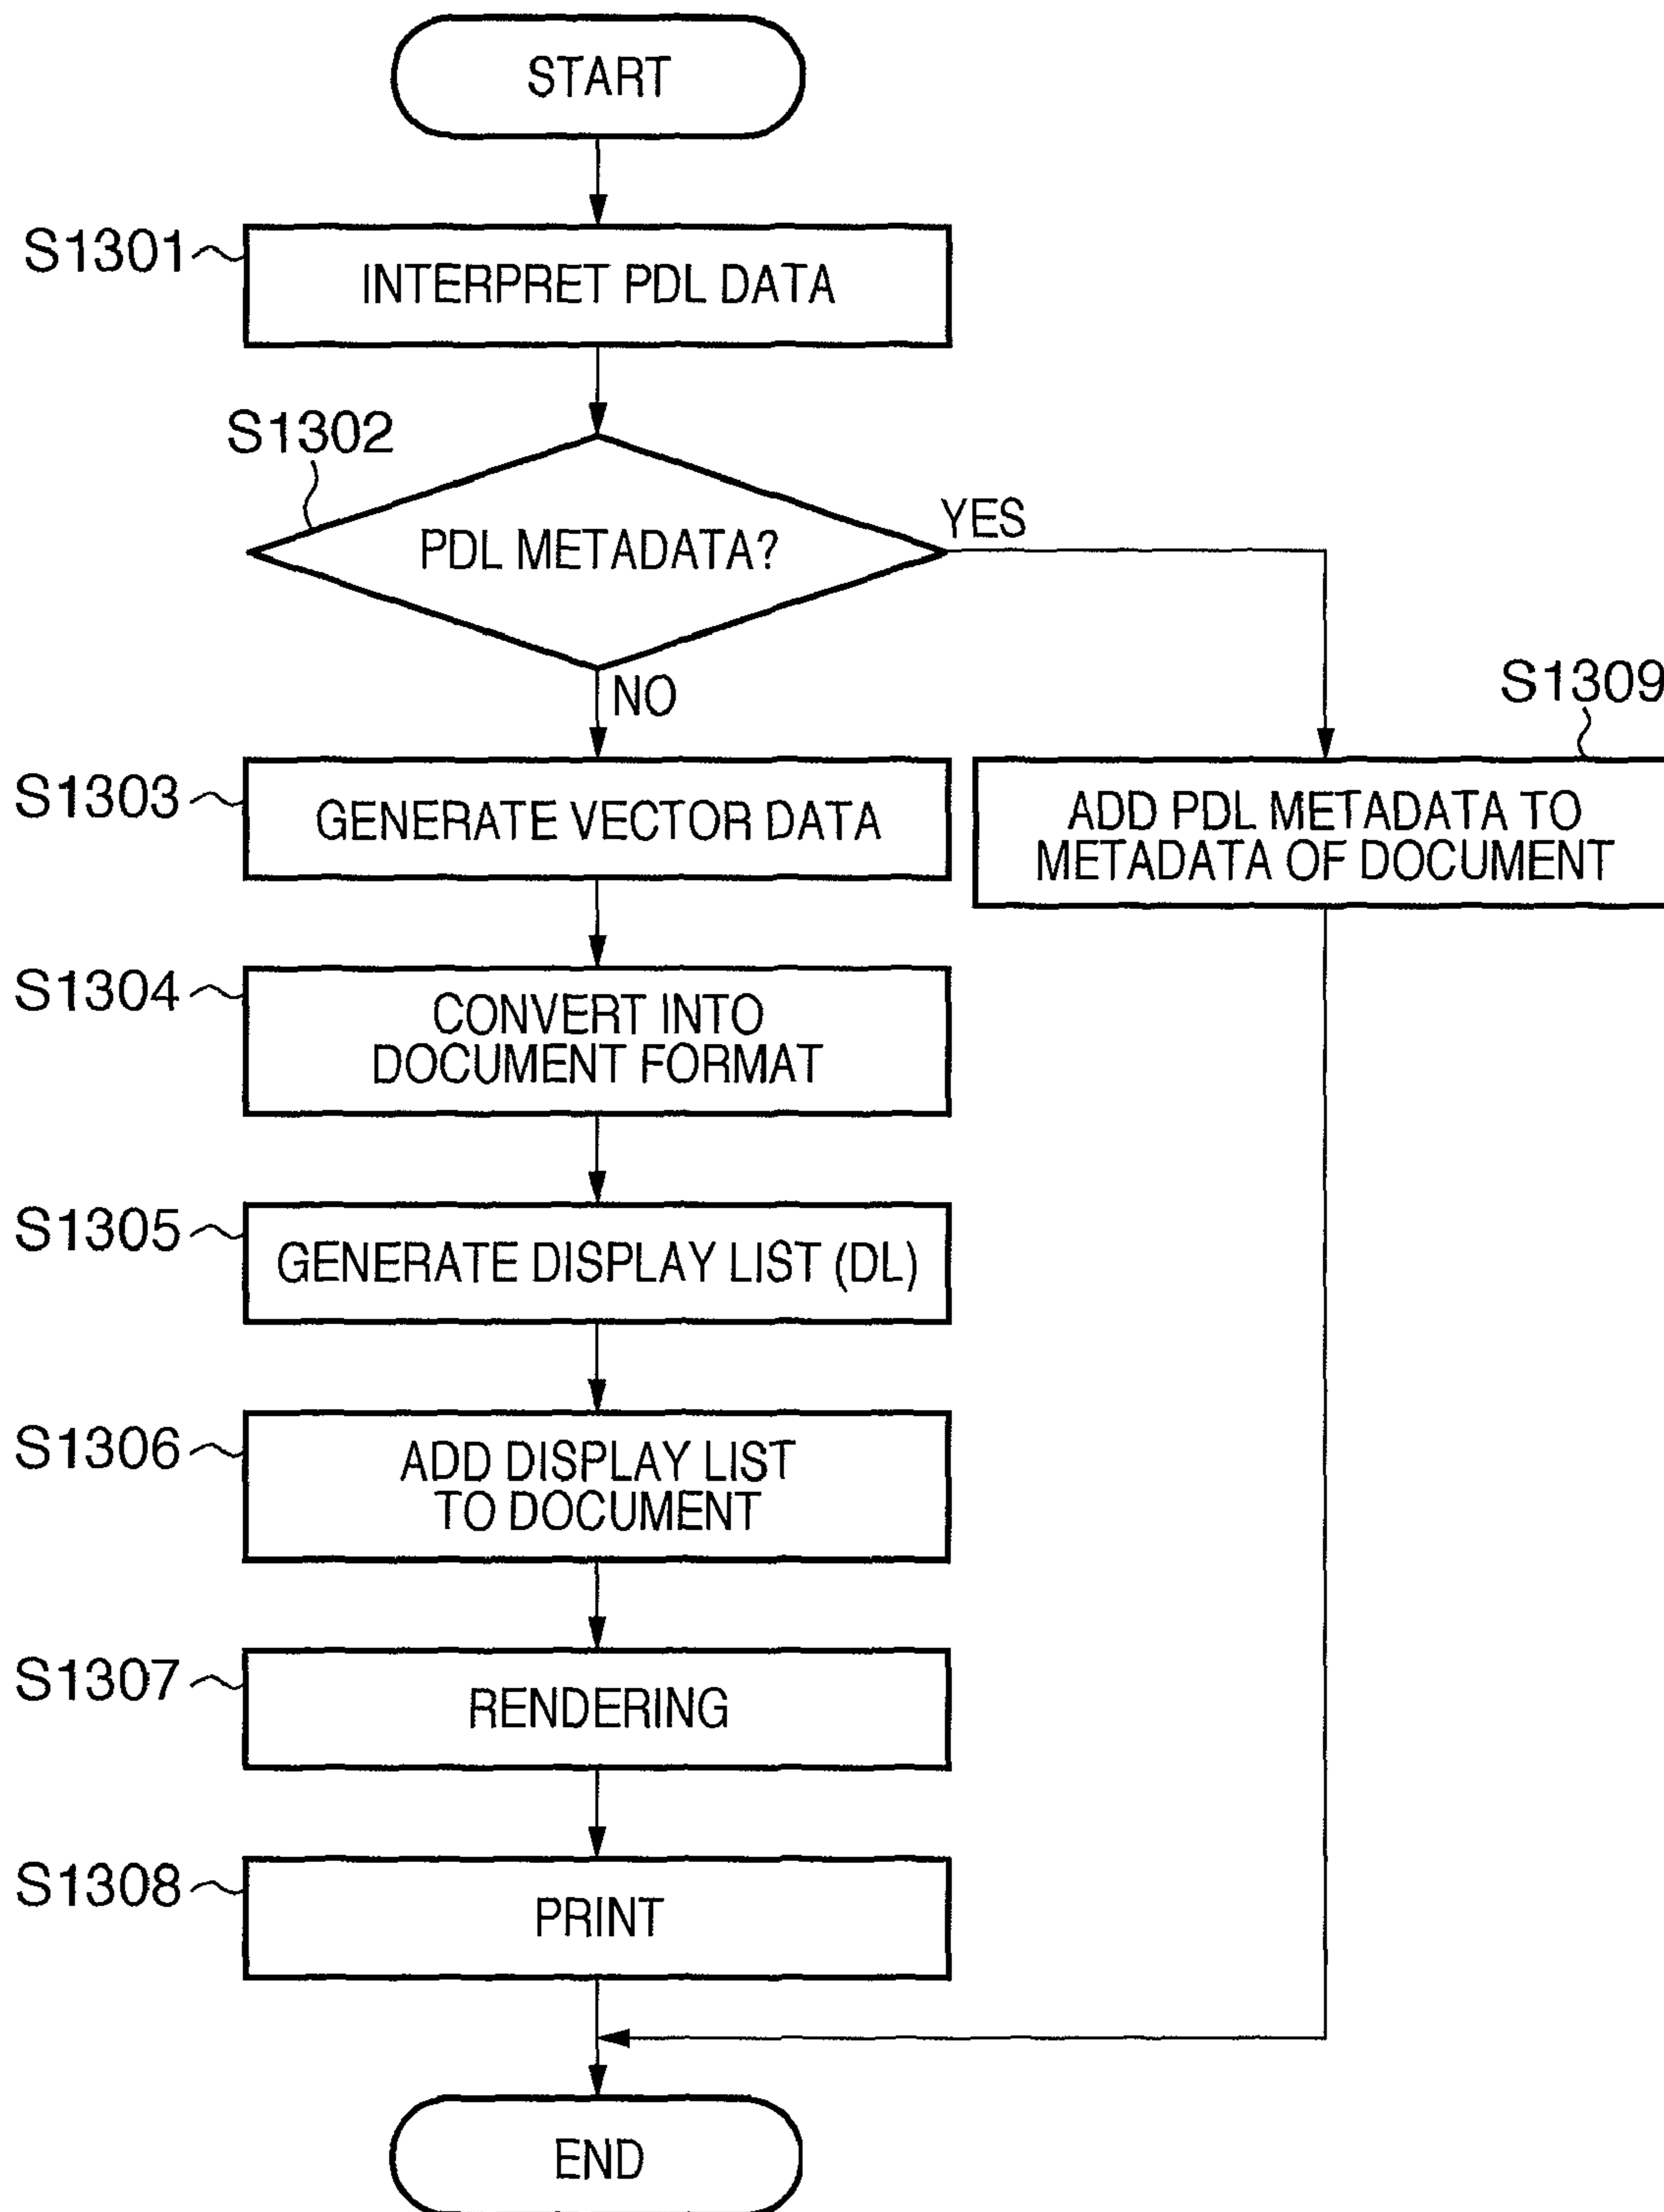 START
S1301
INTERPRET PDL DATA
S1302
PDL METADATA?
YES
NO
S1309
S1303
GENERATE VECTOR DATA
ADD PDL METADATA TO
METADATA OF DOCUMENT
S1304
CONVERT INTO
DOCUMENT FORMAT
S1305
GENERATE DISPLAY LIST (DL)
S1306
ADD DISPLAY LIST
TO DOCUMENT
S1307
RENDERING
S1308
PRINT
END